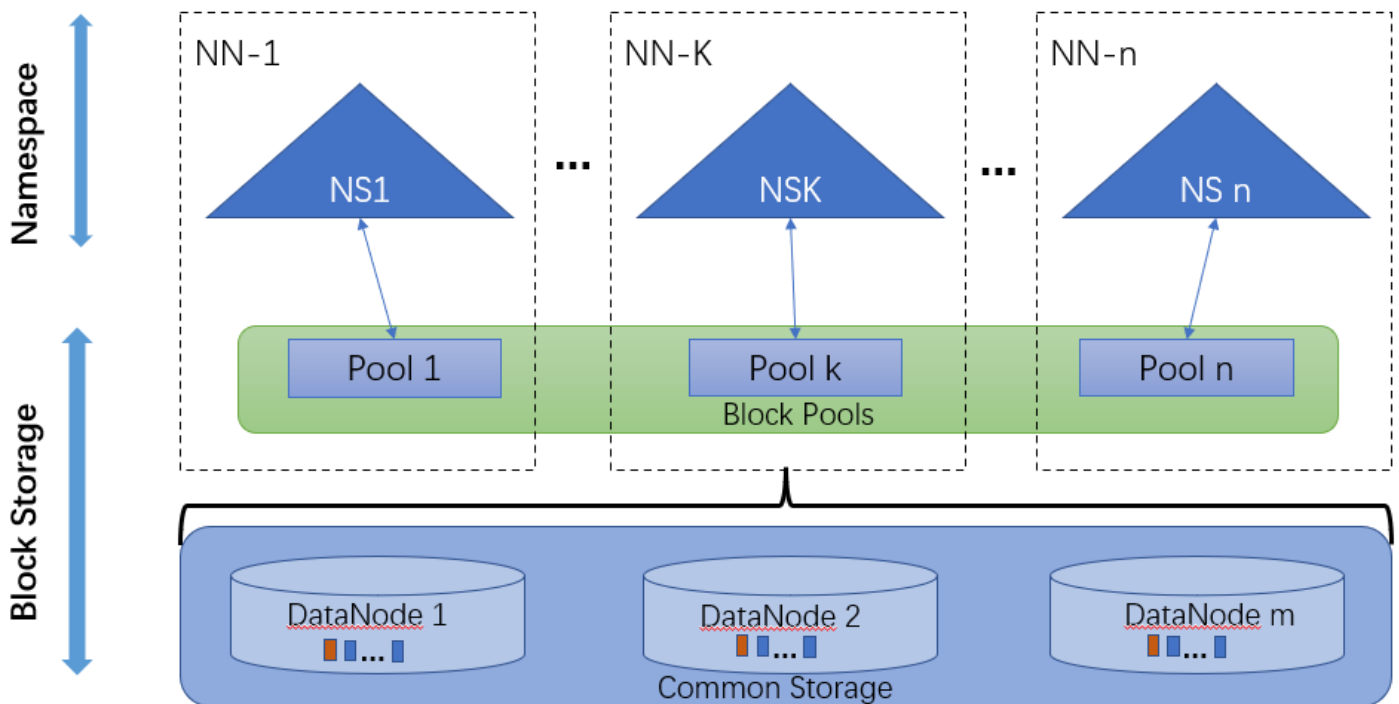 Namespace
Block Storage
NN-1
NN-K
NN-n
NS1
...
NSK
...
NS n
Pool 1
Pool k
Pool n
Block Pools
DataNode 1
...
DataNode 2
...
DataNode m
...
Common Storage